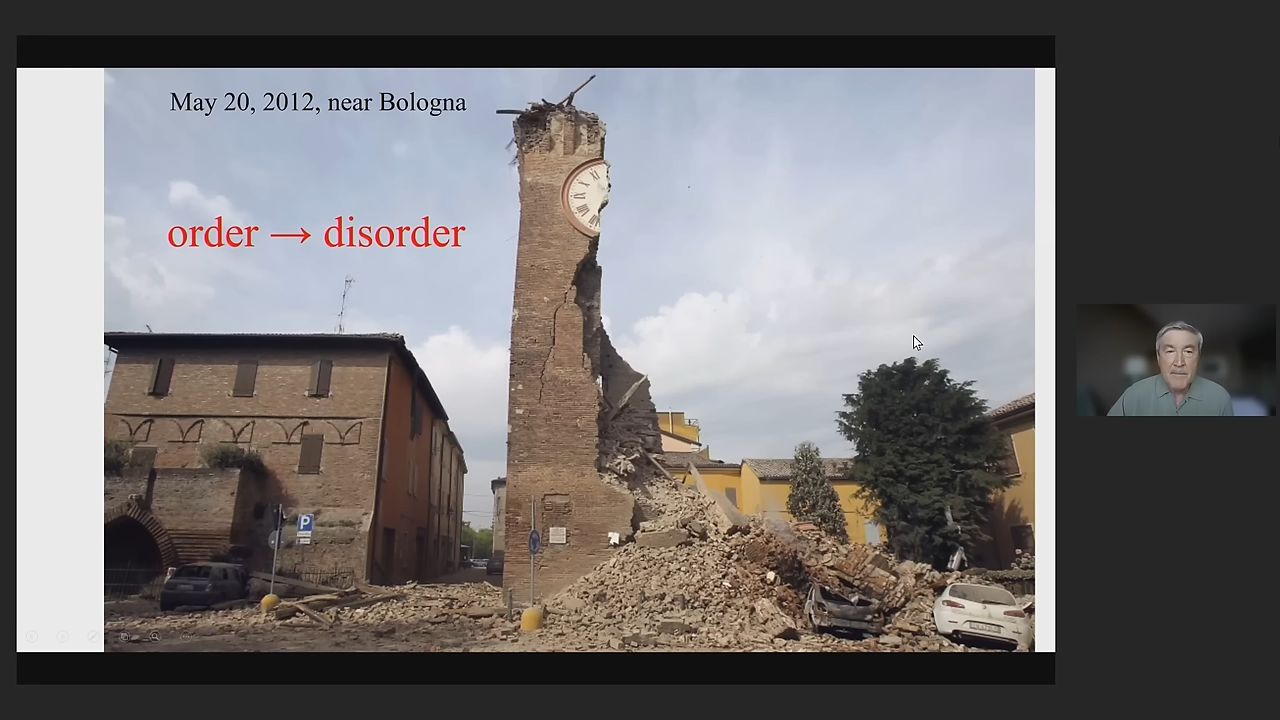 May 20, 2012, near Bologna
order → disorder
P